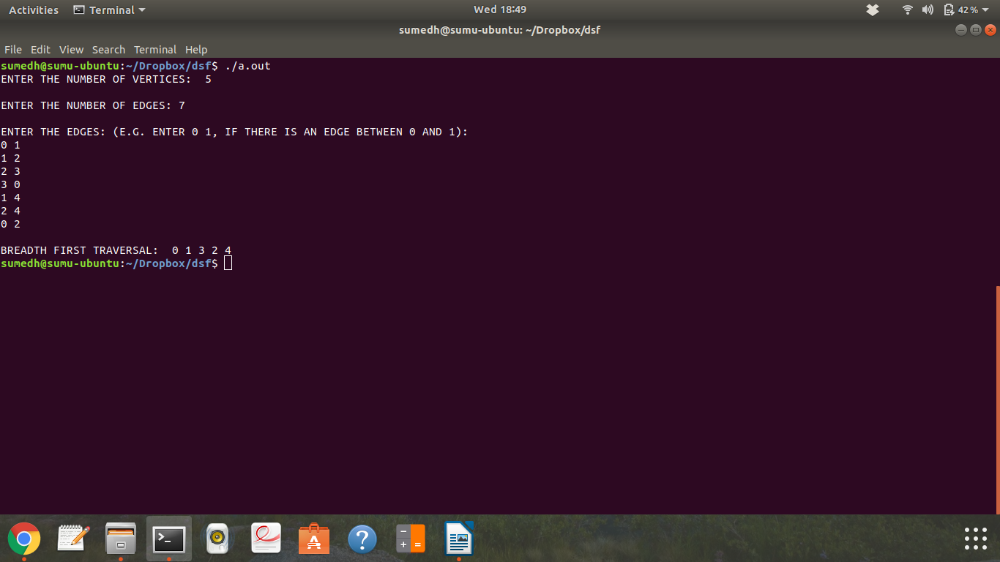 Activities Terminal Wed 18:49 42%
sumedh@sumu-ubuntu: ~/Dropbox/dsf
File Edit View Search Terminal Help
sumedh@sumu-ubuntu:~/Dropbox/dsf$ ./a.out
ENTER THE NUMBER OF VERTICES:  5
ENTER THE NUMBER OF EDGES: 7
ENTER THE EDGES: (E.G. ENTER 0 1, IF THERE IS AN EDGE BETWEEN 0 AND 1):
0 1
1 2
2 3
3 0
1 4
2 4
0 2
BREADTH FIRST TRAVERSAL:  0 1 3 2 4
sumedh@sumu-ubuntu:~/Dropbox/dsf$